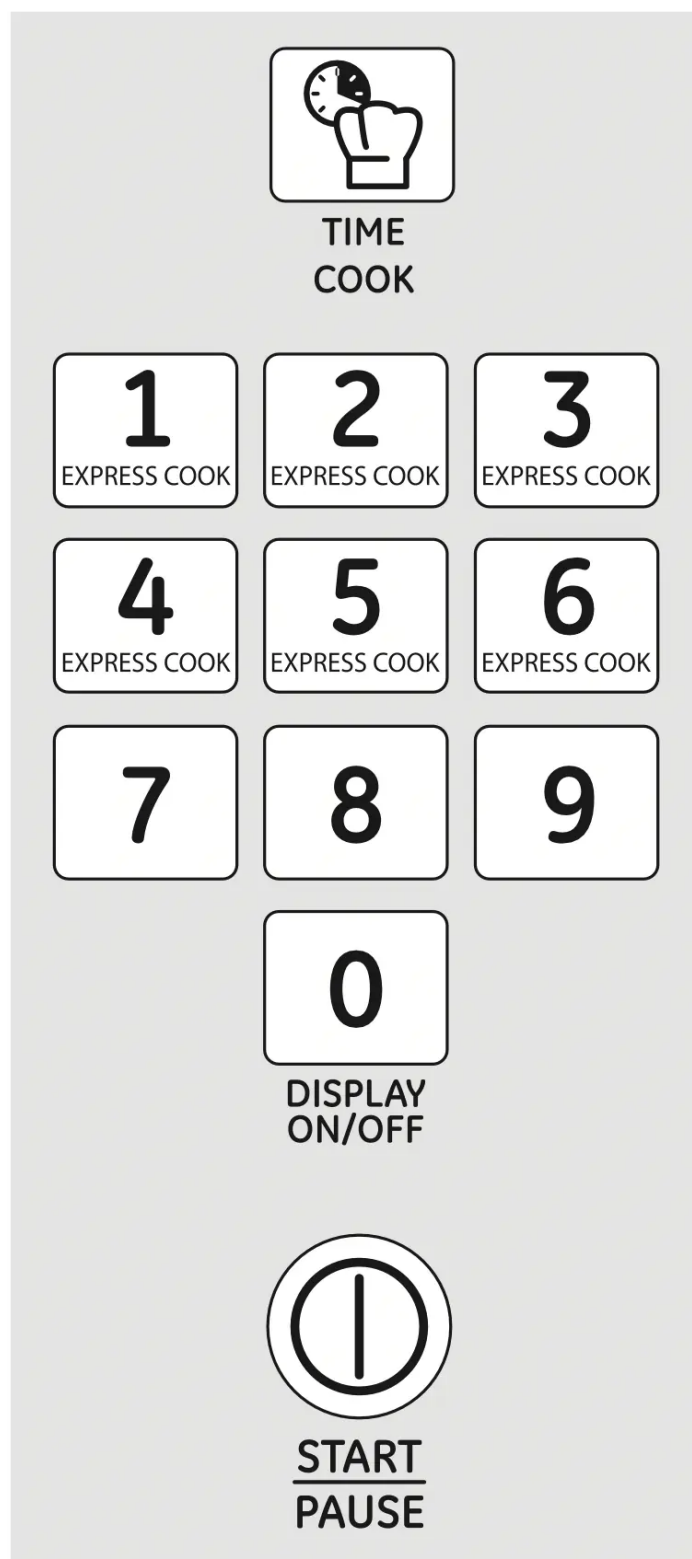 TIME
COOK
1 2 3
EXPRESS COOK EXPRESS COOK EXPRESS COOK
4 5 6
EXPRESS COOK EXPRESS COOK EXPRESS COOK
7 8 9
0
DISPLAY
ON/OFF
START
PAUSE